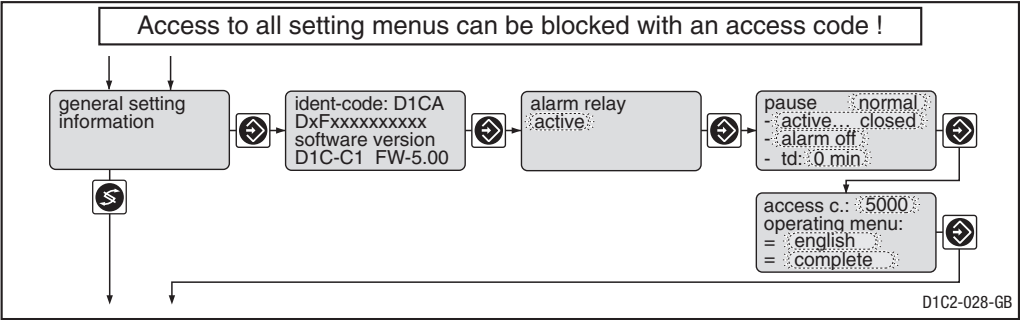 Access to all setting menus can be blocked with an access code !
general setting
information
ident-code: D1CA
DxFxxxxxxxxxx
software version
D1C-C1 FW-5.00
alarm relay
active
pause normal
- active closed
- alarm off
- td: 0 min
access c.: 5000
operating menu:
= english
= complete
D1C2-028-GB